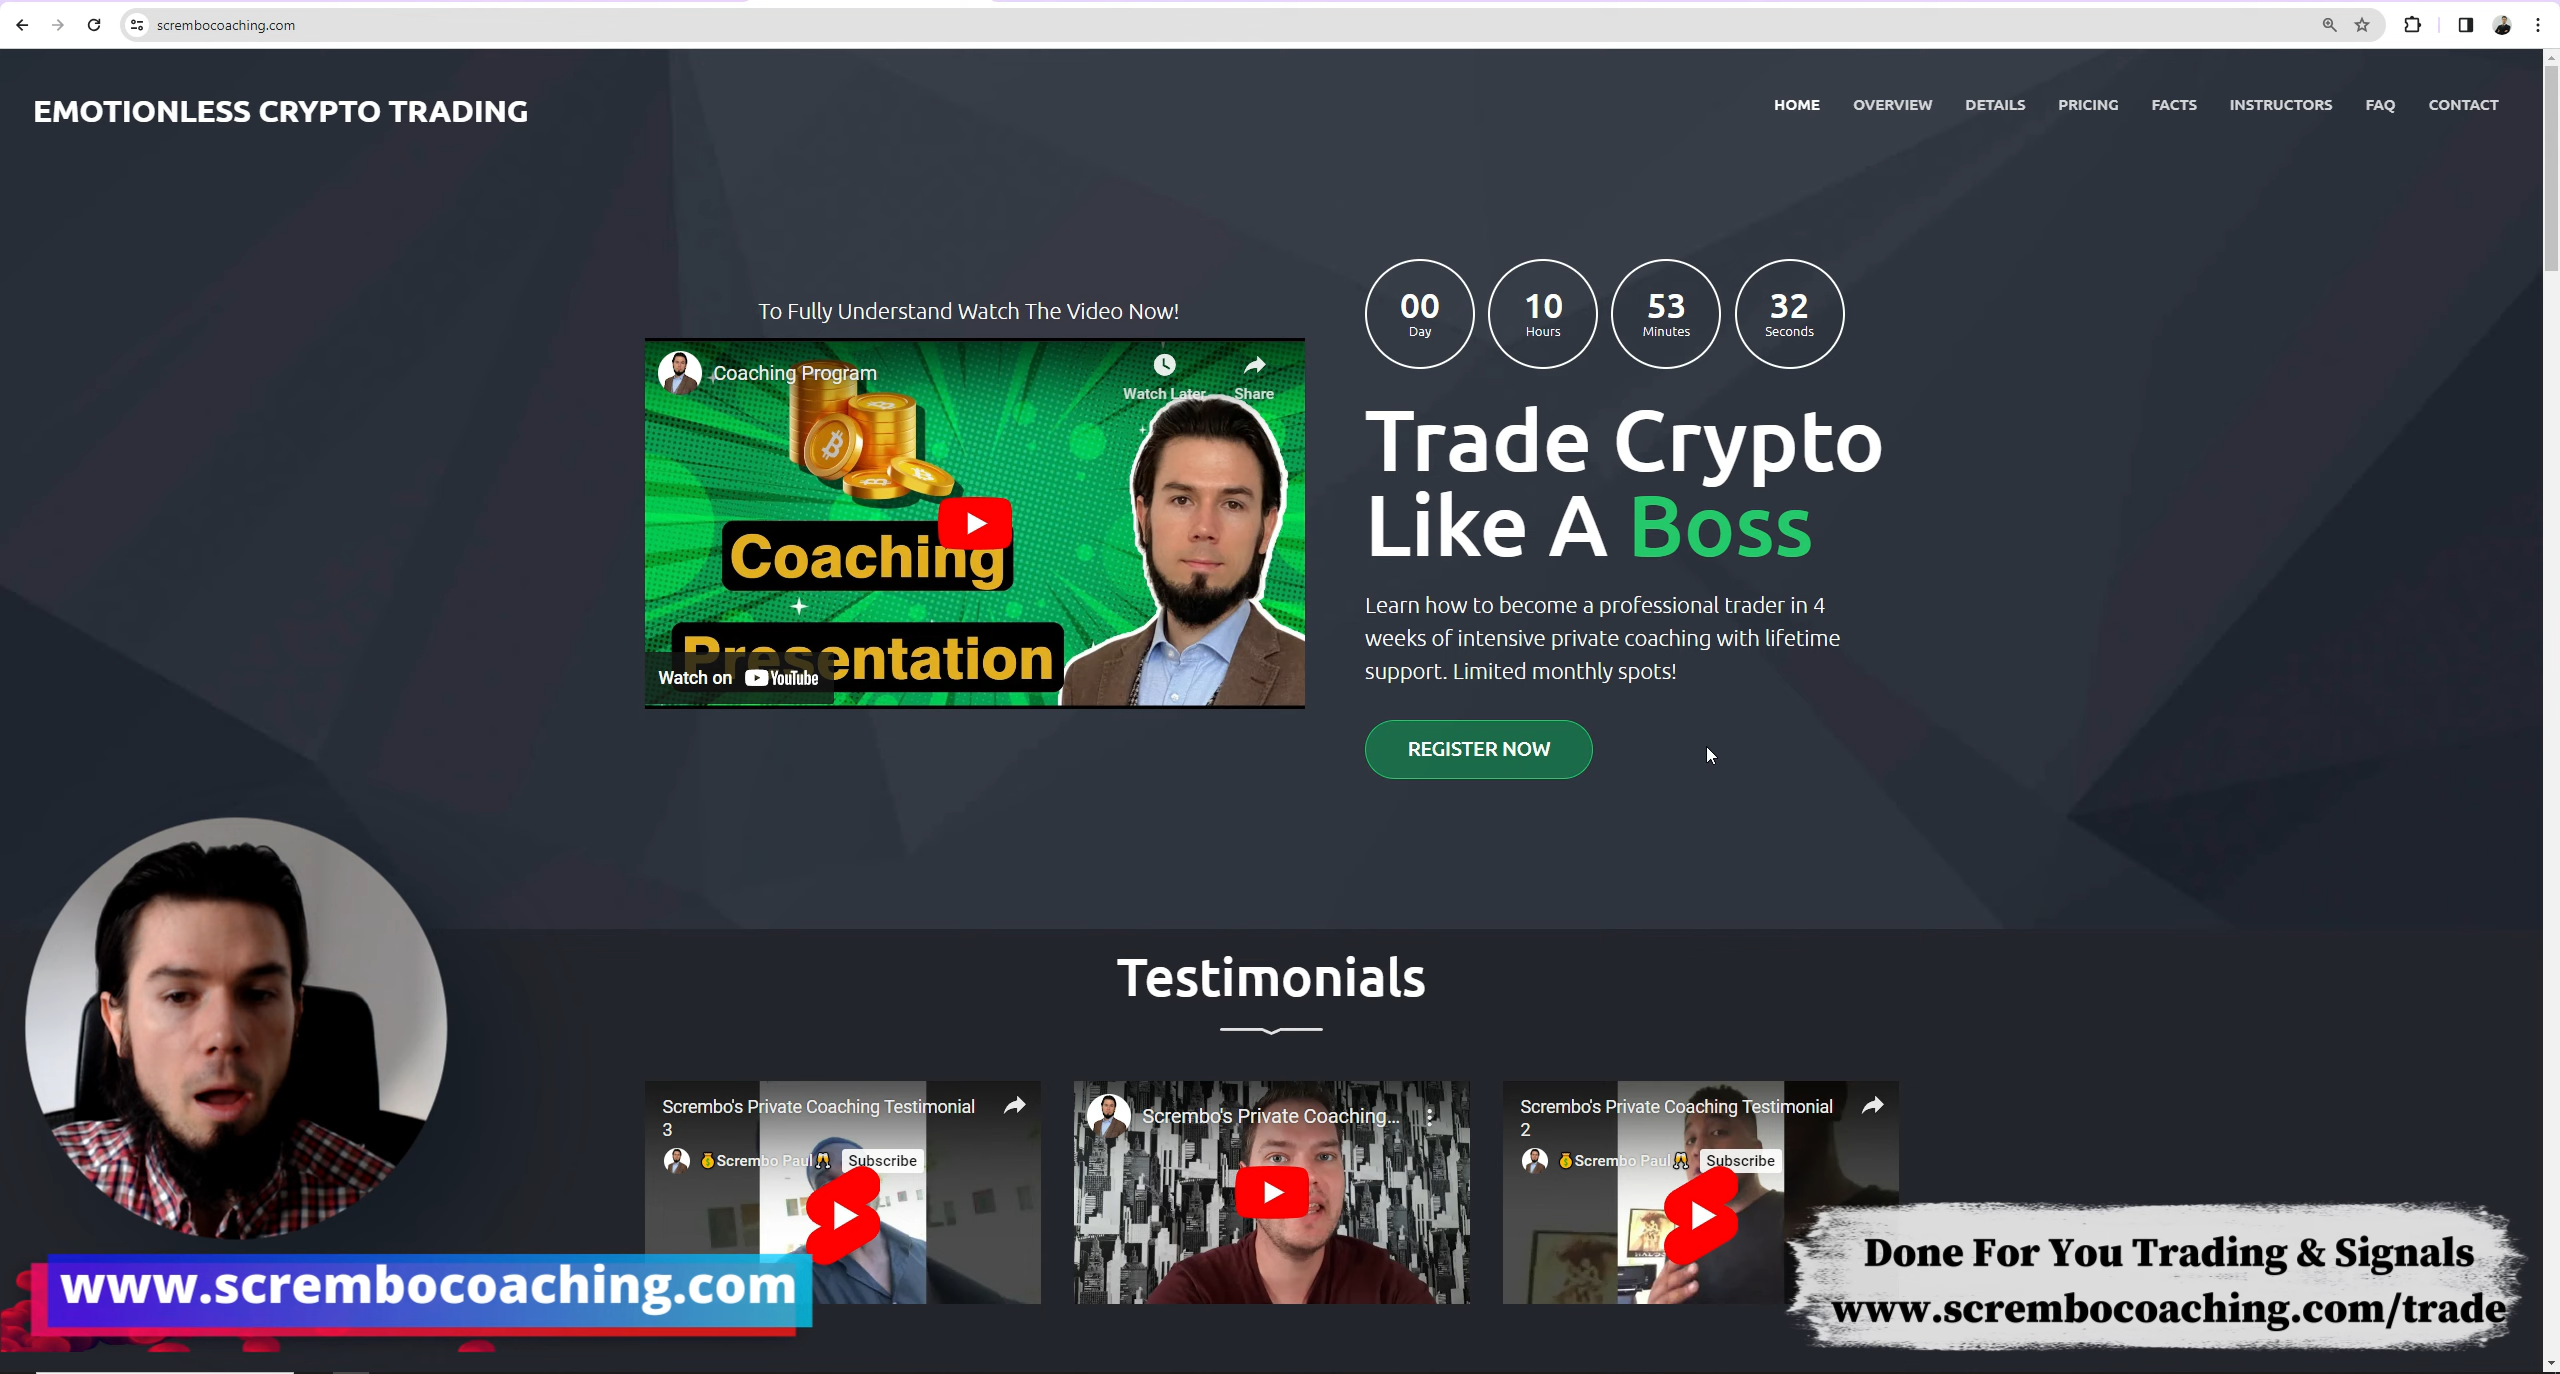 scrembocoaching.com
EMOTIONLESS CRYPTO TRADING
HOME OVERVIEW DETAILS PRICING FACTS INSTRUCTORS FAQ CONTACT
To Fully Understand Watch The Video Now!
Coaching Program
Watch Later
Share
Coaching
Presentation
Watch on YouTube
00 10 53 32
Day Hours Minutes Seconds
Trade Crypto
Like A Boss
Learn how to become a professional trader in 4
weeks of intensive private coaching with lifetime
support. Limited monthly spots!
REGISTER NOW
Testimonials
Scrembo's Private Coaching Testimonial
3
💰Scrembo Paul🥂 Subscribe
Scrembo's Private Coaching...
Scrembo's Private Coaching Testimonial
2
💰Scrembo Paul🥂 Subscribe
www.scrembocoaching.com
Done For You Trading & Signals
www.scrembocoaching.com/trade